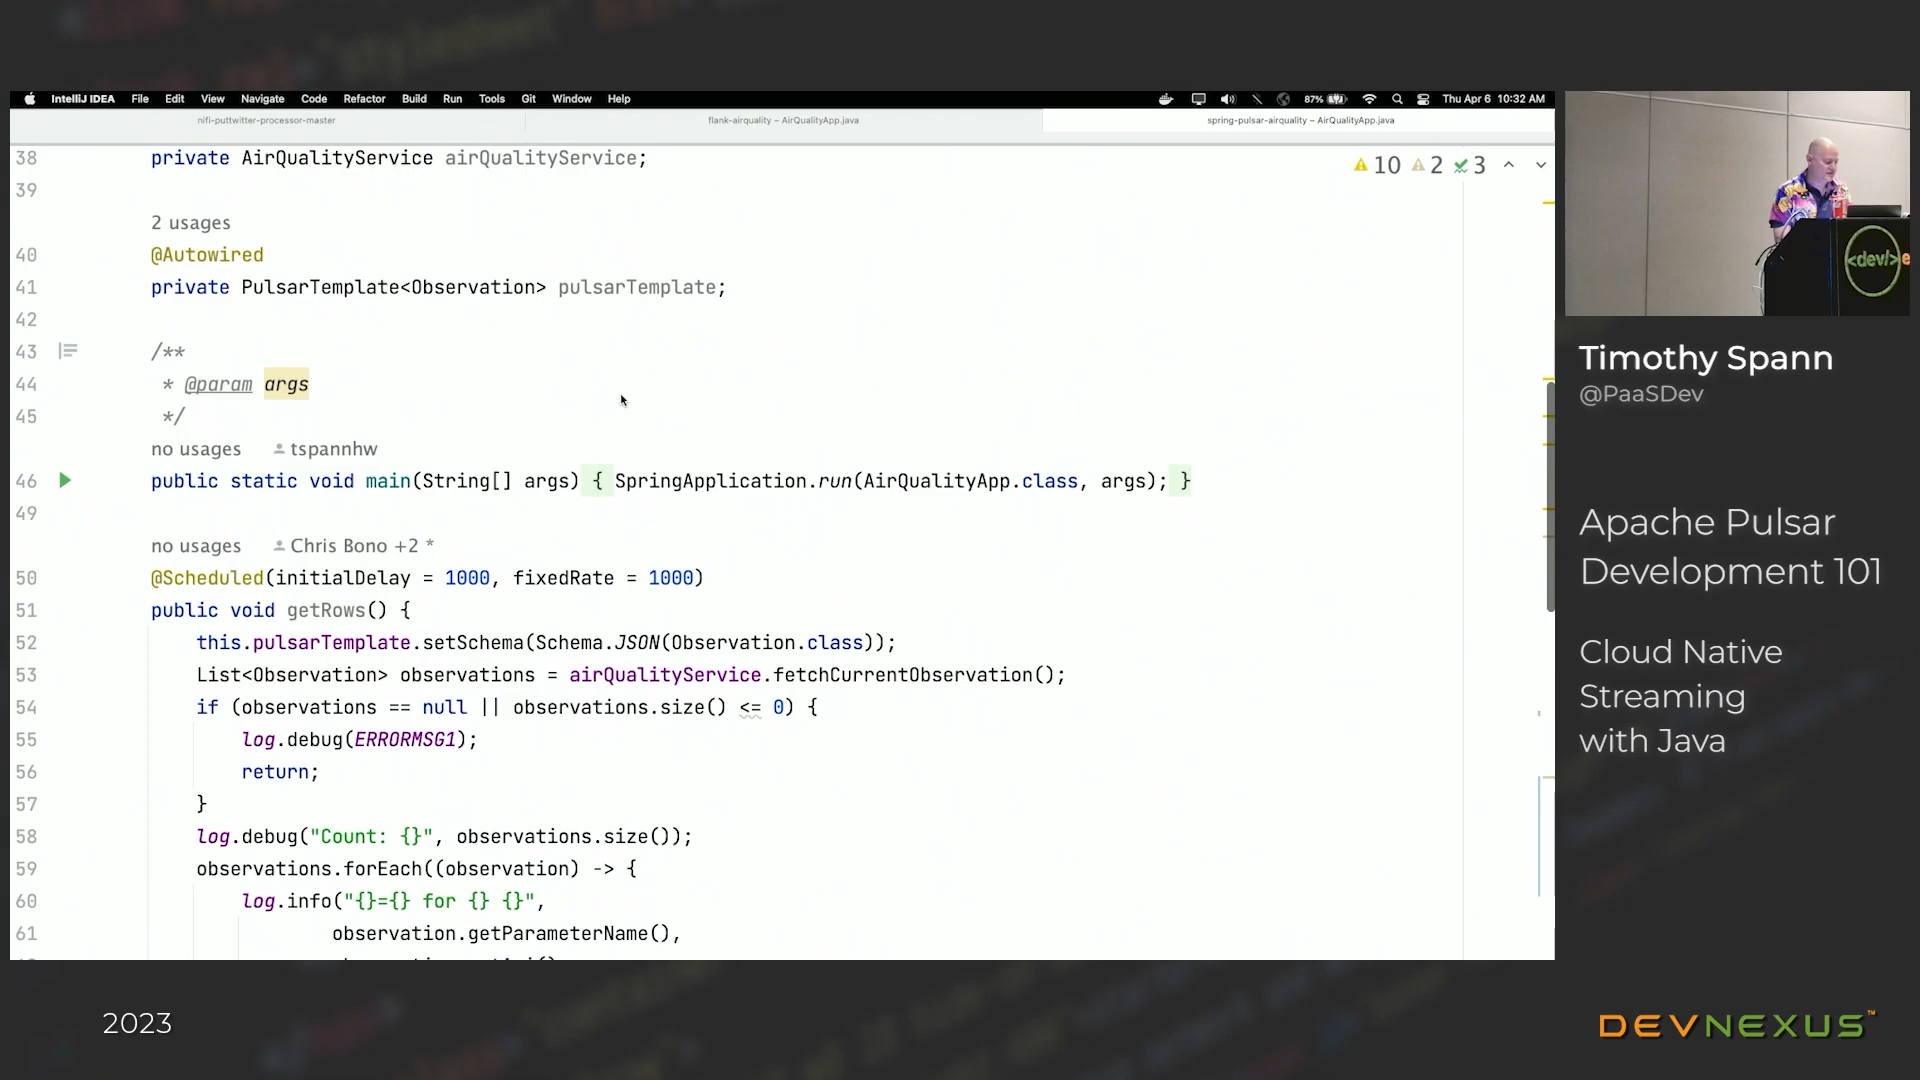 IntelliJ IDEA File Edit View Navigate Code Refactor Build Run Tools Git Window Help 87% Thu Apr 6 10:32 AM
nifi-puttwitter-processor-master flank-airquality – AirQualityApp.java spring-pulsar-airquality – AirQualityApp.java
38 private AirQualityService airQualityService; 10 2 3
39
2 usages
40 @Autowired
41 private PulsarTemplate<Observation> pulsarTemplate;
42
43 /**
44 * @param args
45 */
no usages tspannhw
46 public static void main(String[] args) { SpringApplication.run(AirQualityApp.class, args); }
49
no usages Chris Bono +2 *
50 @Scheduled(initialDelay = 1000, fixedRate = 1000)
51 public void getRows() {
52 this.pulsarTemplate.setSchema(Schema.JSON(Observation.class));
53 List<Observation> observations = airQualityService.fetchCurrentObservation();
54 if (observations == null || observations.size() <= 0) {
55 log.debug(ERRORMSG1);
56 return;
57 }
58 log.debug("Count: {}", observations.size());
59 observations.forEach((observation) -> {
60 log.info("{}={} for {} {}",
61 observation.getParameterName(),
<dev/>
Timothy Spann
@PaaSDev
Apache Pulsar
Development 101
Cloud Native
Streaming
with Java
2023
DEVNEXUS™